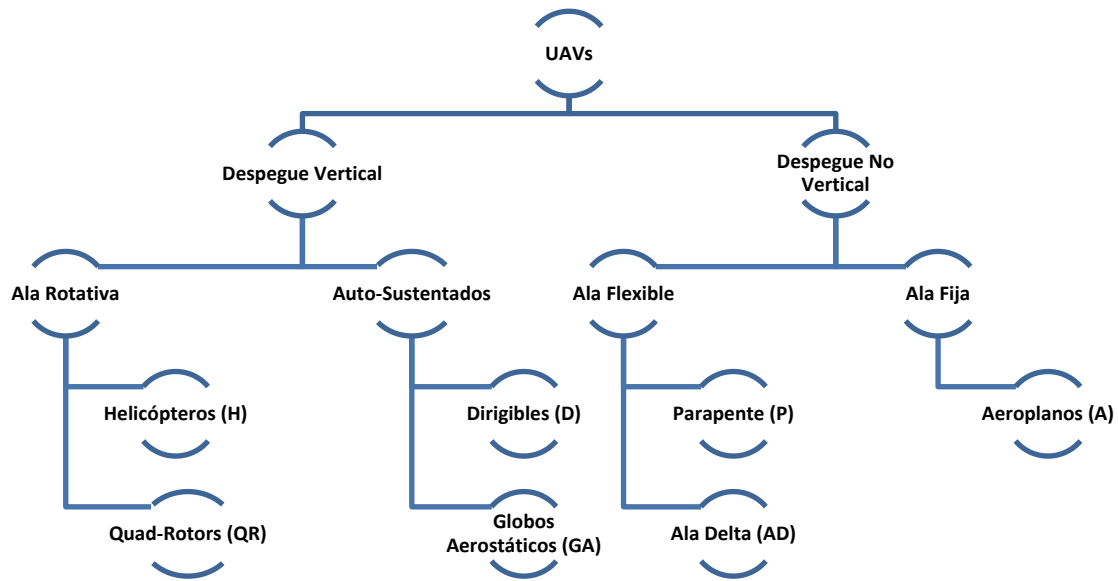 UAVs
Despegue Vertical
Despegue No
Vertical
Ala Rotativa
Auto-Sustentados
Ala Flexible
Ala Fija
Helicópteros (H)
Dirigibles (D)
Parapente (P)
Aeroplanos (A)
Quad-Rotors (QR)
Globos
Aerostáticos (GA)
Ala Delta (AD)